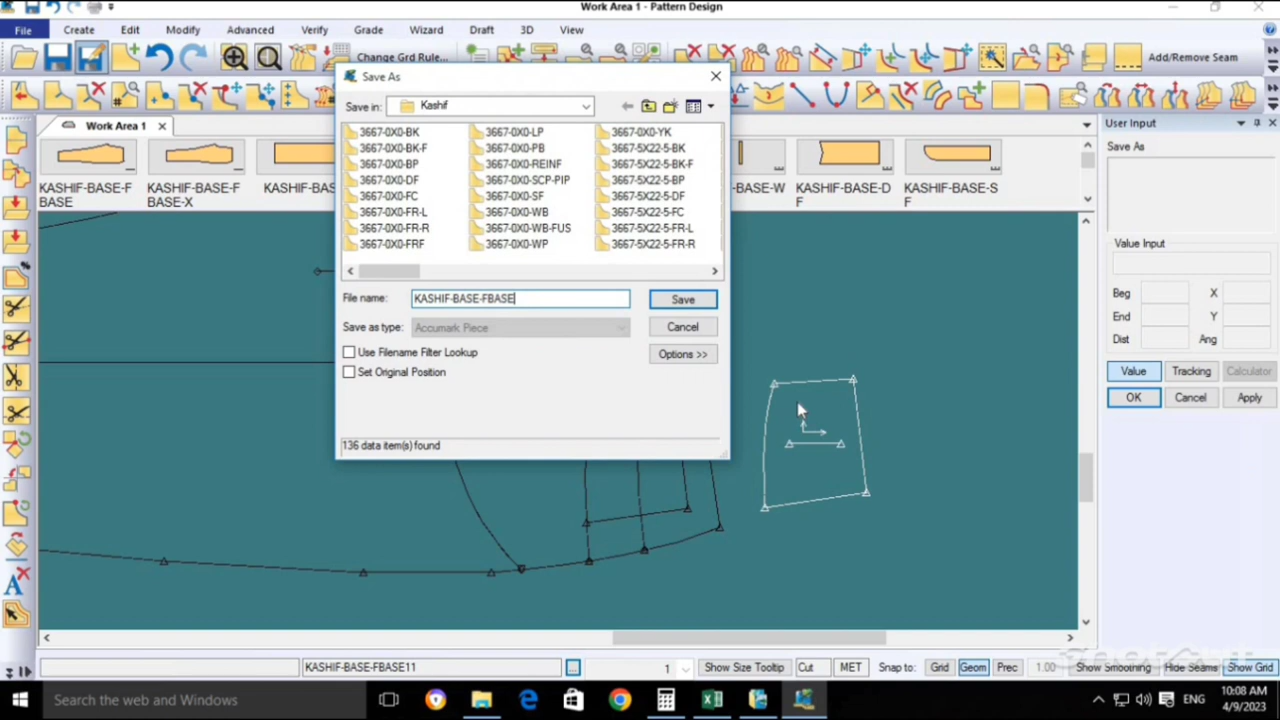 Work Area 1 - Pattern Design
File Create Edit Modify Advanced Verify Grade Wizard Draft 3D View
Change Grd Rule...
Add/Remove Seam
Work Area 1
User Input
Save As
Save in: Kashif
3667-0X0-BK 3667-0X0-LP 3667-0X0-YK
3667-0X0-BK-F 3667-0X0-PB 3667-5X22-5-BK
3667-0X0-BP 3667-0X0-REINF 3667-5X22-5-BK-F
3667-0X0-DF 3667-0X0-SCP-PIP 3667-5X22-5-BP
3667-0X0-FC 3667-0X0-SF 3667-5X22-5-DF
3667-0X0-FR-L 3667-0X0-WB 3667-5X22-5-FC
3667-0X0-FR-R 3667-0X0-WB-FUS 3667-5X22-5-FR-L
3667-0X0-FRF 3667-0X0-WP 3667-5X22-5-FR-R
File name: KASHIF-BASE-FBASE Save
Save as type: Accumark Piece Cancel
Use Filename Filter Lookup Options >>
Set Original Position
136 data item(s) found
KASHIF-BASE-F
BASE
KASHIF-BASE-F
BASE-X
KASHIF-BA
-BASE-W
KASHIF-BASE-D
F
KASHIF-BASE-S
F
Save As
Value Input
Beg X
End Y
Dist Ang
Value Tracking Calculator
OK Cancel Apply
KASHIF-BASE-FBASE11 ... 1 Show Size Tooltip Cut MET Snap to: Grid Geom Prec 1.00 Show Smoothing Hide Seams Show Grid
Search the web and Windows
ENG
10:08 AM
4/9/2023